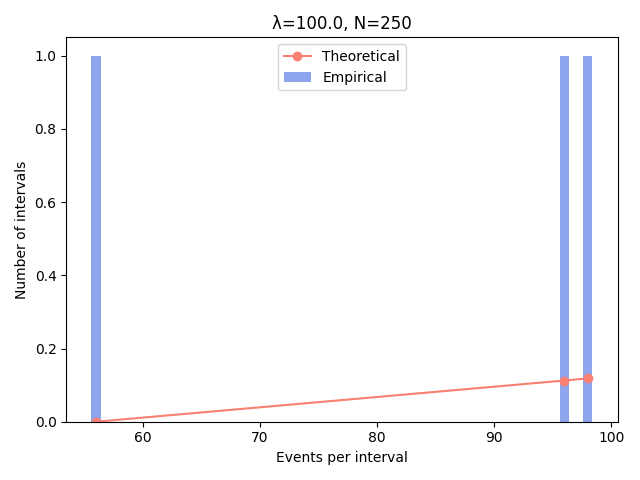 λ=100.0, N=250
Theoretical
Empirical
Number of intervals
1.0
0.8
0.6
0.4
0.2
0.0
60
70
80
90
100
Events per interval